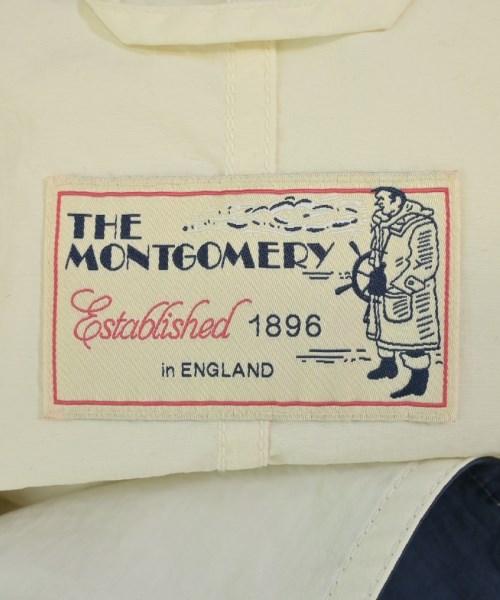 THE
MONTGOMERY
Established 1896
in ENGLAND